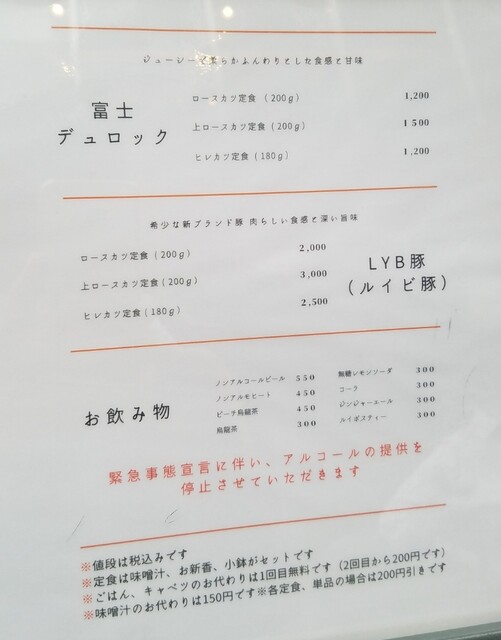 ジューシーで柔らかふんわりとした食感と甘味
富士
デュロック
ロースカツ定食 (200g) 1,200
上ロースカツ定食 (200g) 1500
ヒレカツ定食 (180g) 1,200
希少な新ブランド豚 肉らしい食感と深い旨味
ロースカツ定食 (200g) 2,000
上ロースカツ定食 (200g) 3,000
ヒレカツ定食 (180g) 2,500
LYB豚
(ルイビ豚)
お飲み物
ノンアルコールビール 550
ノンアルモヒート 450
ピーチ烏龍茶 450
烏龍茶 300
無糖レモンソーダ 300
コーラ 300
ジンジャーエール 300
ルイボスティー 300
緊急事態宣言に伴い、アルコールの提供を
停止させていただきます
※値段は税込みです
※定食は味噌汁、お新香、小鉢がセットです
※ごはん、キャベツのお代わりは1回目無料です (2回目から200円です)
※味噌汁のお代わりは150円です※各定食、単品の場合は200円引きです